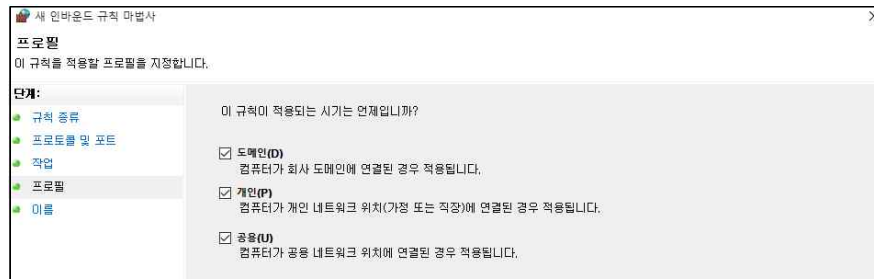 새 인바운드 규칙 마법사
프로필
이 규칙을 적용할 프로필을 지정합니다.
단계:
규칙 종류
프로토콜 및 포트
작업
프로필
이름
이 규칙이 적용되는 시기는 언제입니까?
도메인(D)
컴퓨터가 회사 도메인에 연결된 경우 적용됩니다.
개인(P)
컴퓨터가 개인 네트워크 위치(가정 또는 직장)에 연결된 경우 적용됩니다.
공용(U)
컴퓨터가 공용 네트워크 위치에 연결된 경우 적용됩니다.